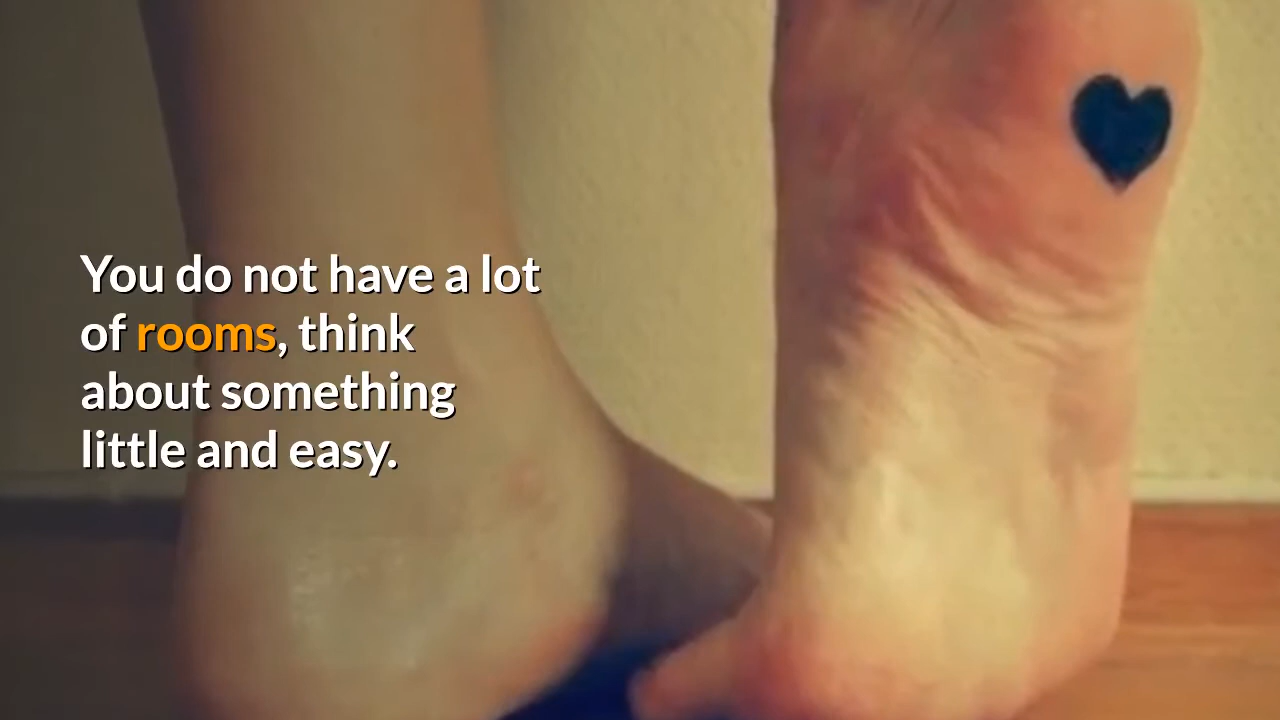 You do not have a lot
of rooms, think
about something
little and easy.